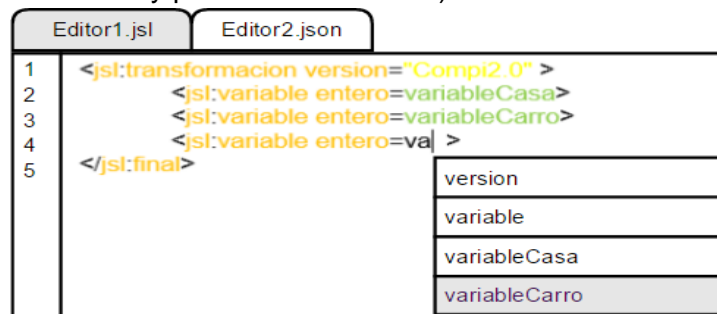 Editor1.jsl
Editor2.json
1 <jsl:transformacion version="Compi2.0" >
2 <jsl:variable entero=variableCasa>
3 <jsl:variable entero=variableCarro>
4 <jsl:variable entero=va| >
5 </jsl:final>
version
variable
variableCasa
variableCarro